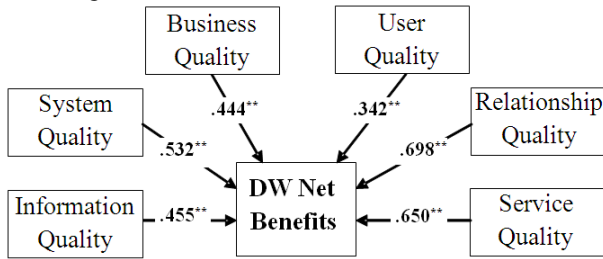 Business
Quality
User
Quality
System
Quality
.444**
.342**
Relationship
Quality
.532**
.698**
DW Net
Benefits
Information
Quality
.455**
.650**
Service
Quality